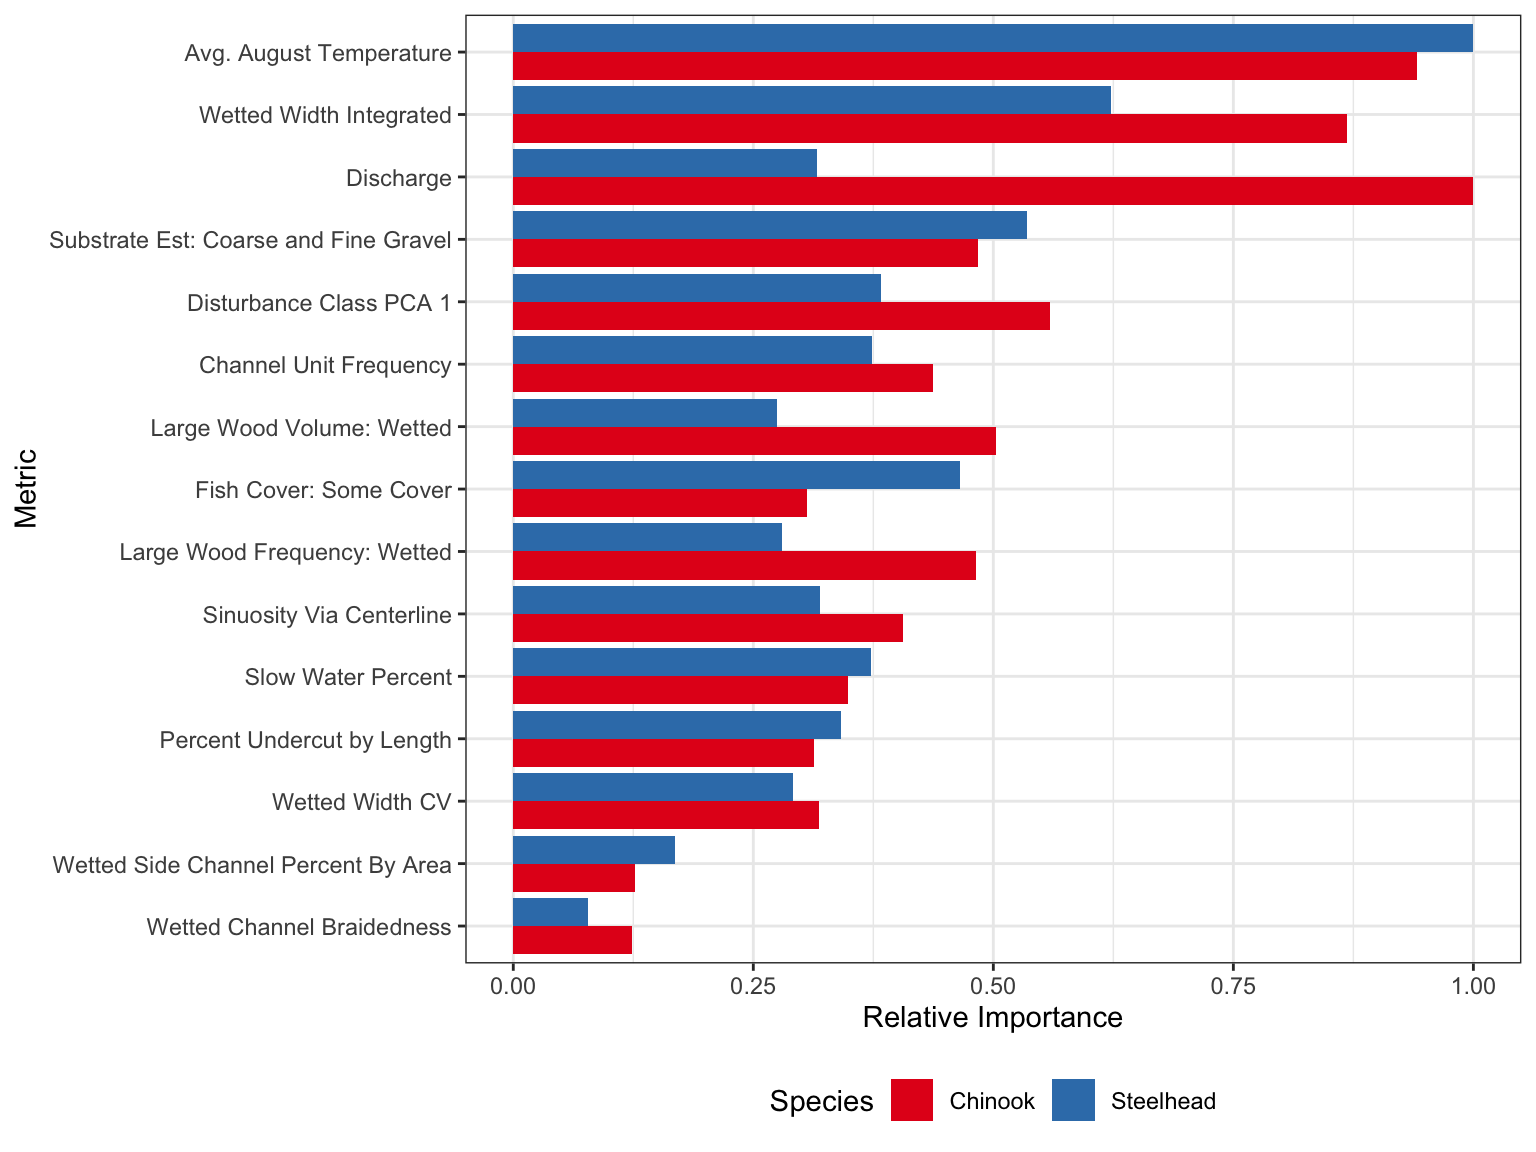 Avg. August Temperature
Wetted Width Integrated
Discharge
Substrate Est: Coarse and Fine Gravel
Disturbance Class PCA 1
Channel Unit Frequency
Large Wood Volume: Wetted
Fish Cover: Some Cover
Large Wood Frequency: Wetted
Sinuosity Via Centerline
Slow Water Percent
Percent Undercut by Length
Wetted Width CV
Wetted Side Channel Percent By Area
Wetted Channel Braidedness
Metric
0.00 0.25 0.50 0.75 1.00
Relative Importance
Species Chinook Steelhead